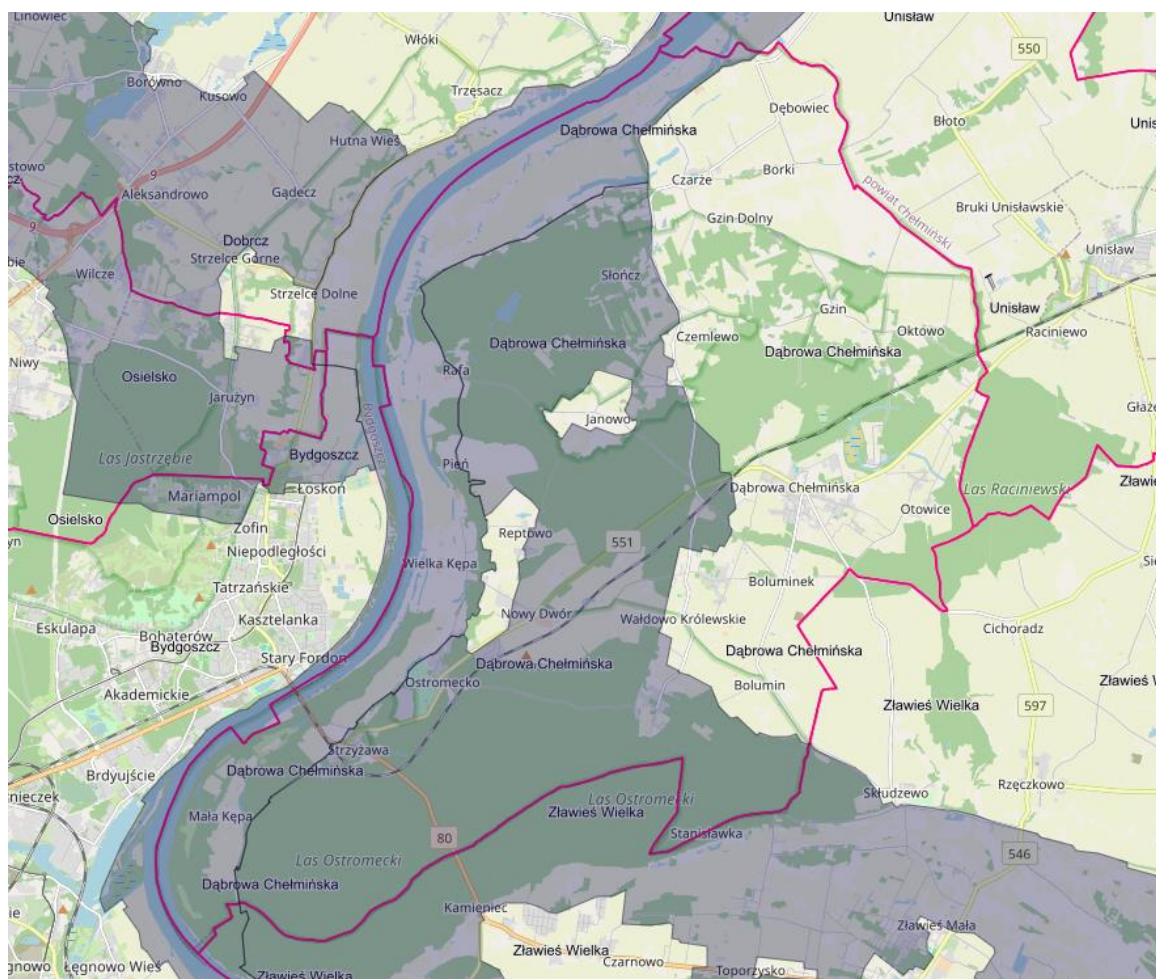 Linowiec
Unisław
Włóki
550
Borówno
Kusowo
Trzęsacz
Dębowiec
Błoto
Dąbrowa Chełmińska
Hutna Wieś
9
Aleksandrowo
Gądecz
Czarze
Borki
powiat chełmiński
Bruki Unisławskie
Gzin Dolny
9
Dobrcz
Strzelce Górne
Unisław
Wilcze
Strzelce Dolne
Słończ
Gzin
Unisław
Raciniewo
Niwy
Dąbrowa Chełmińska
Czemlewo
Oktowo
Dąbrowa Chełmińska
Osielsko
Rafa
Jarużyn
Janowo
Bydgoszcz
Las Jastrzębie
Bydgoszcz
Pień
Mariampol
Łoskoń
Dąbrowa Chełmińska
Las Raciniewski
Osielsko
Zofin
Otowice
Niepodległości
Reptowo
551
Wielka Kępa
Tatrzańskie
Boluminek
Eskulapa
Kasztelanka
Nowy Dwór
Wałdowo Królewskie
Cichoradz
Bohaterów
Bydgoszcz
Stary Fordon
Dąbrowa Chełmińska
Dąbrowa Chełmińska
Akademickie
Ostromecko
Bolumin
Zławieś Wielka
597
Strzyżawa
Brdyujście
Dąbrowa Chełmińska
Rzęczkowo
Skłudzewo
Las Ostromecki
Zławieś Wielka
Mała Kępa
Stanisławka
80
546
Las Ostromecki
Dąbrowa Chełmińska
Kamieniec
Zławieś Mała
Zławieś Wielka
Czarnowo
Łęgnowo Wieś
Zławieś Wielka
Toporzysko